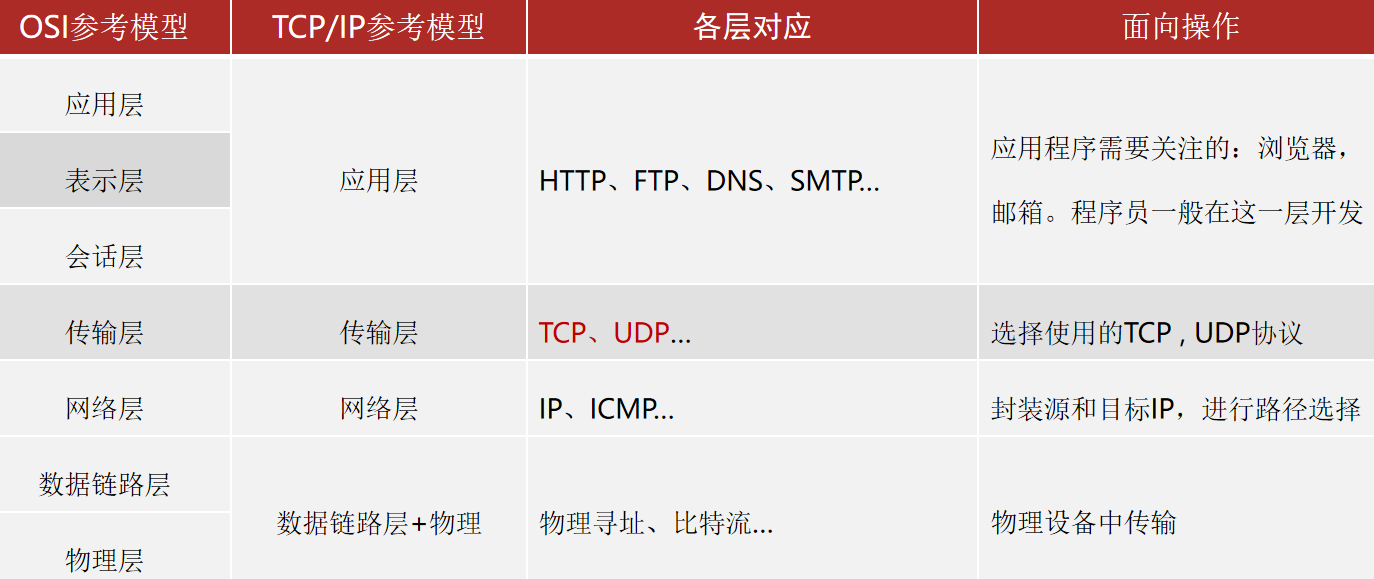 OSI参考模型 TCP/IP参考模型 各层对应 面向操作
应用层
表示层
会话层
应用层
HTTP、FTP、DNS、SMTP...
应用程序需要关注的：浏览器，
邮箱。程序员一般在这一层开发
传输层 传输层 TCP、UDP... 选择使用的TCP , UDP协议
网络层 网络层 IP、ICMP... 封装源和目标IP，进行路径选择
数据链路层
物理层
数据链路层+物理
物理寻址、比特流...
物理设备中传输